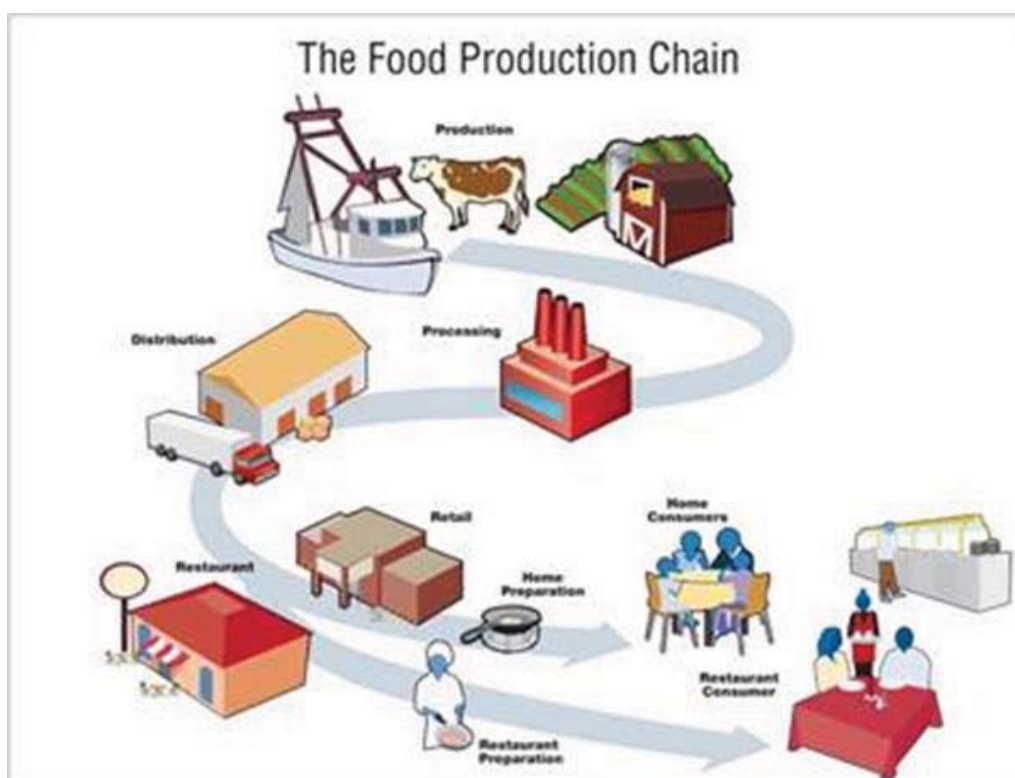 The Food Production Chain
Production
Processing
Distribution
Retail
Restaurant
Home
Preparation
Home
Consumers
Restaurant
Preparation
Restaurant
Consumer